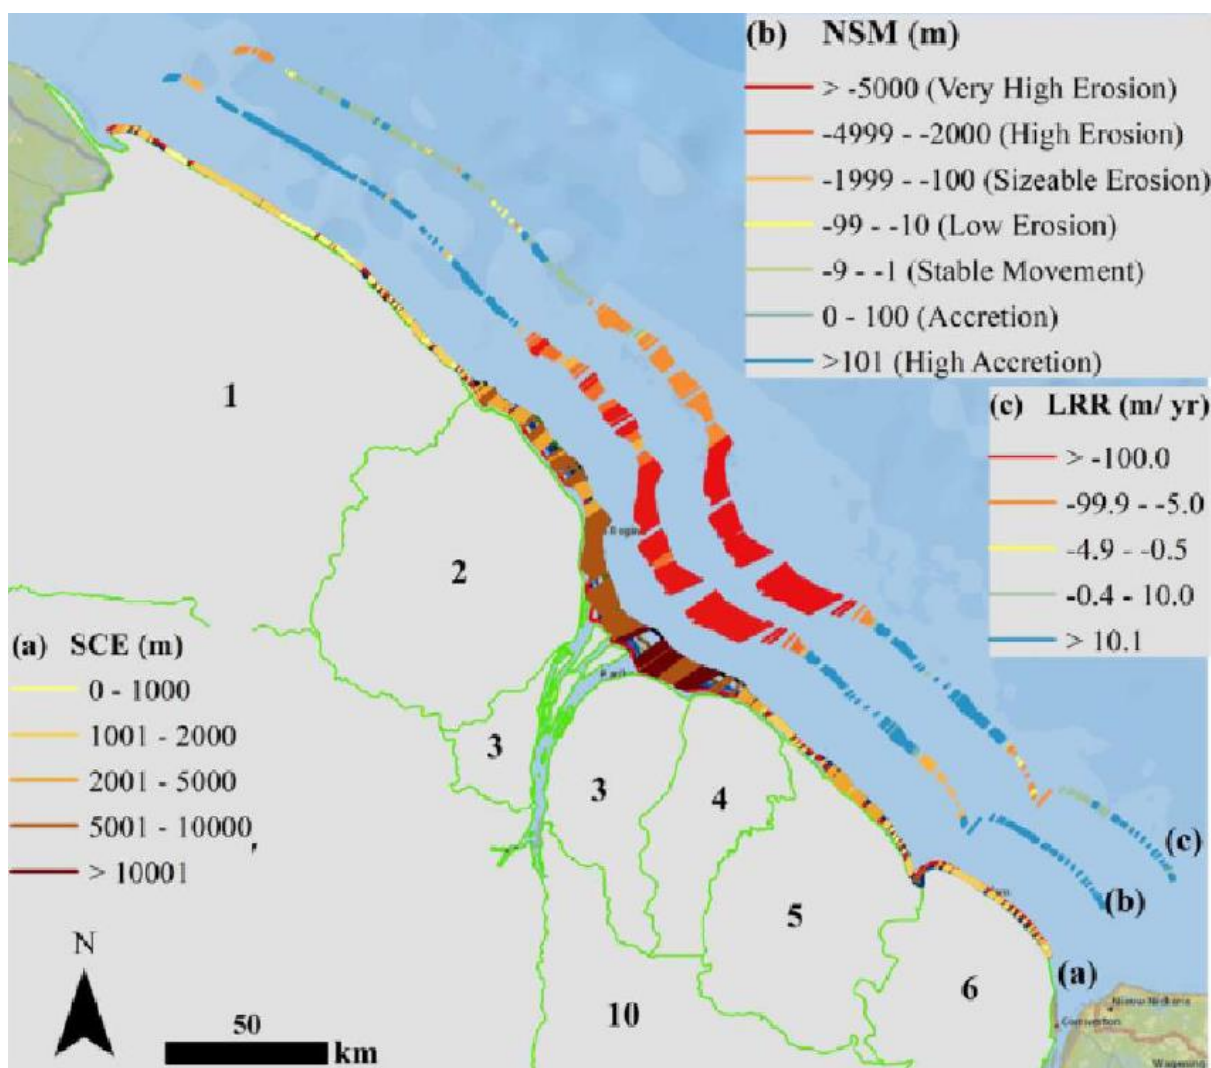 (b) NSM (m)
> -5000 (Very High Erosion)
-4999 - -2000 (High Erosion)
-1999 - -100 (Sizeable Erosion)
-99 - -10 (Low Erosion)
-9 - -1 (Stable Movement)
0 - 100 (Accretion)
>101 (High Accretion)
(c) LRR (m/ yr)
> -100.0
-99.9 - -5.0
-4.9 - -0.5
-0.4 - 10.0
> 10.1
1
2
(a) SCE (m)
0 - 1000
1001 - 2000
2001 - 5000
5001 - 10000
> 10001
3
3
4
5
6
10
(c)
(b)
(a)
N
50
km
Nieuw Nickerie
Corriverton